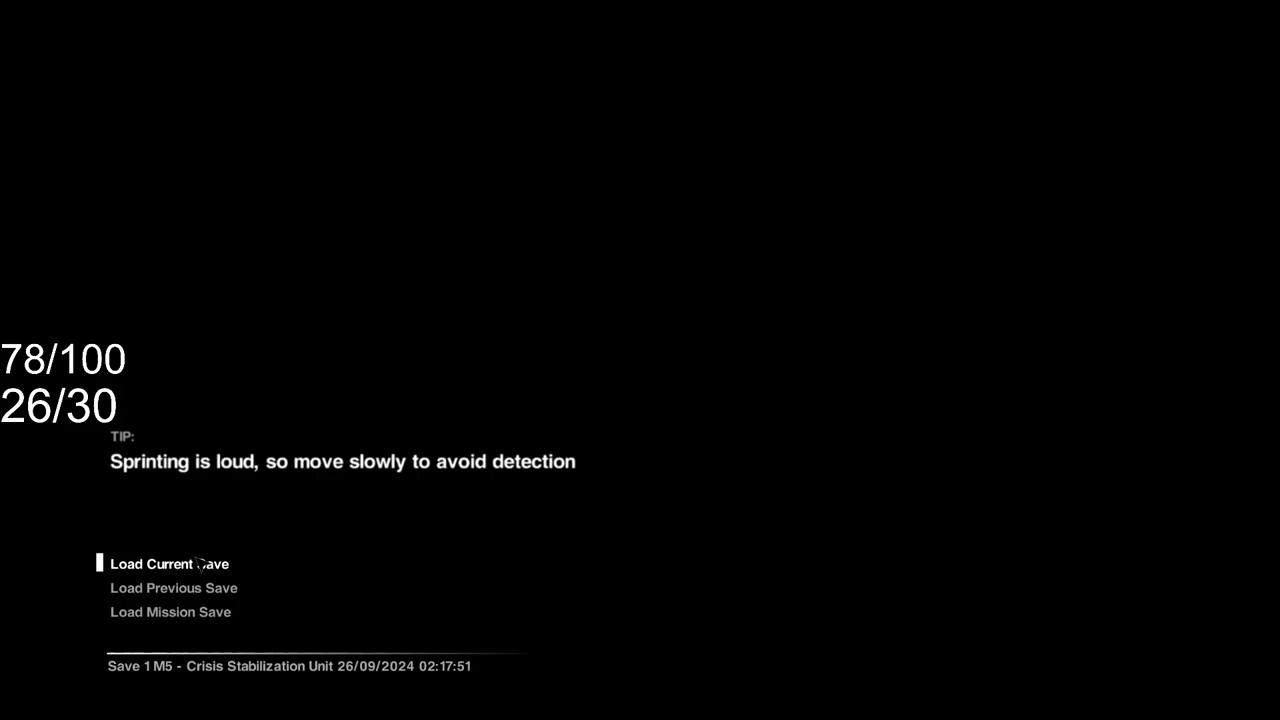 78/100
26/30
TIP:
Sprinting is loud, so move slowly to avoid detection
Load Current Save
Load Previous Save
Load Mission Save
Save 1 M5 - Crisis Stabilization Unit 26/09/2024 02:17:51